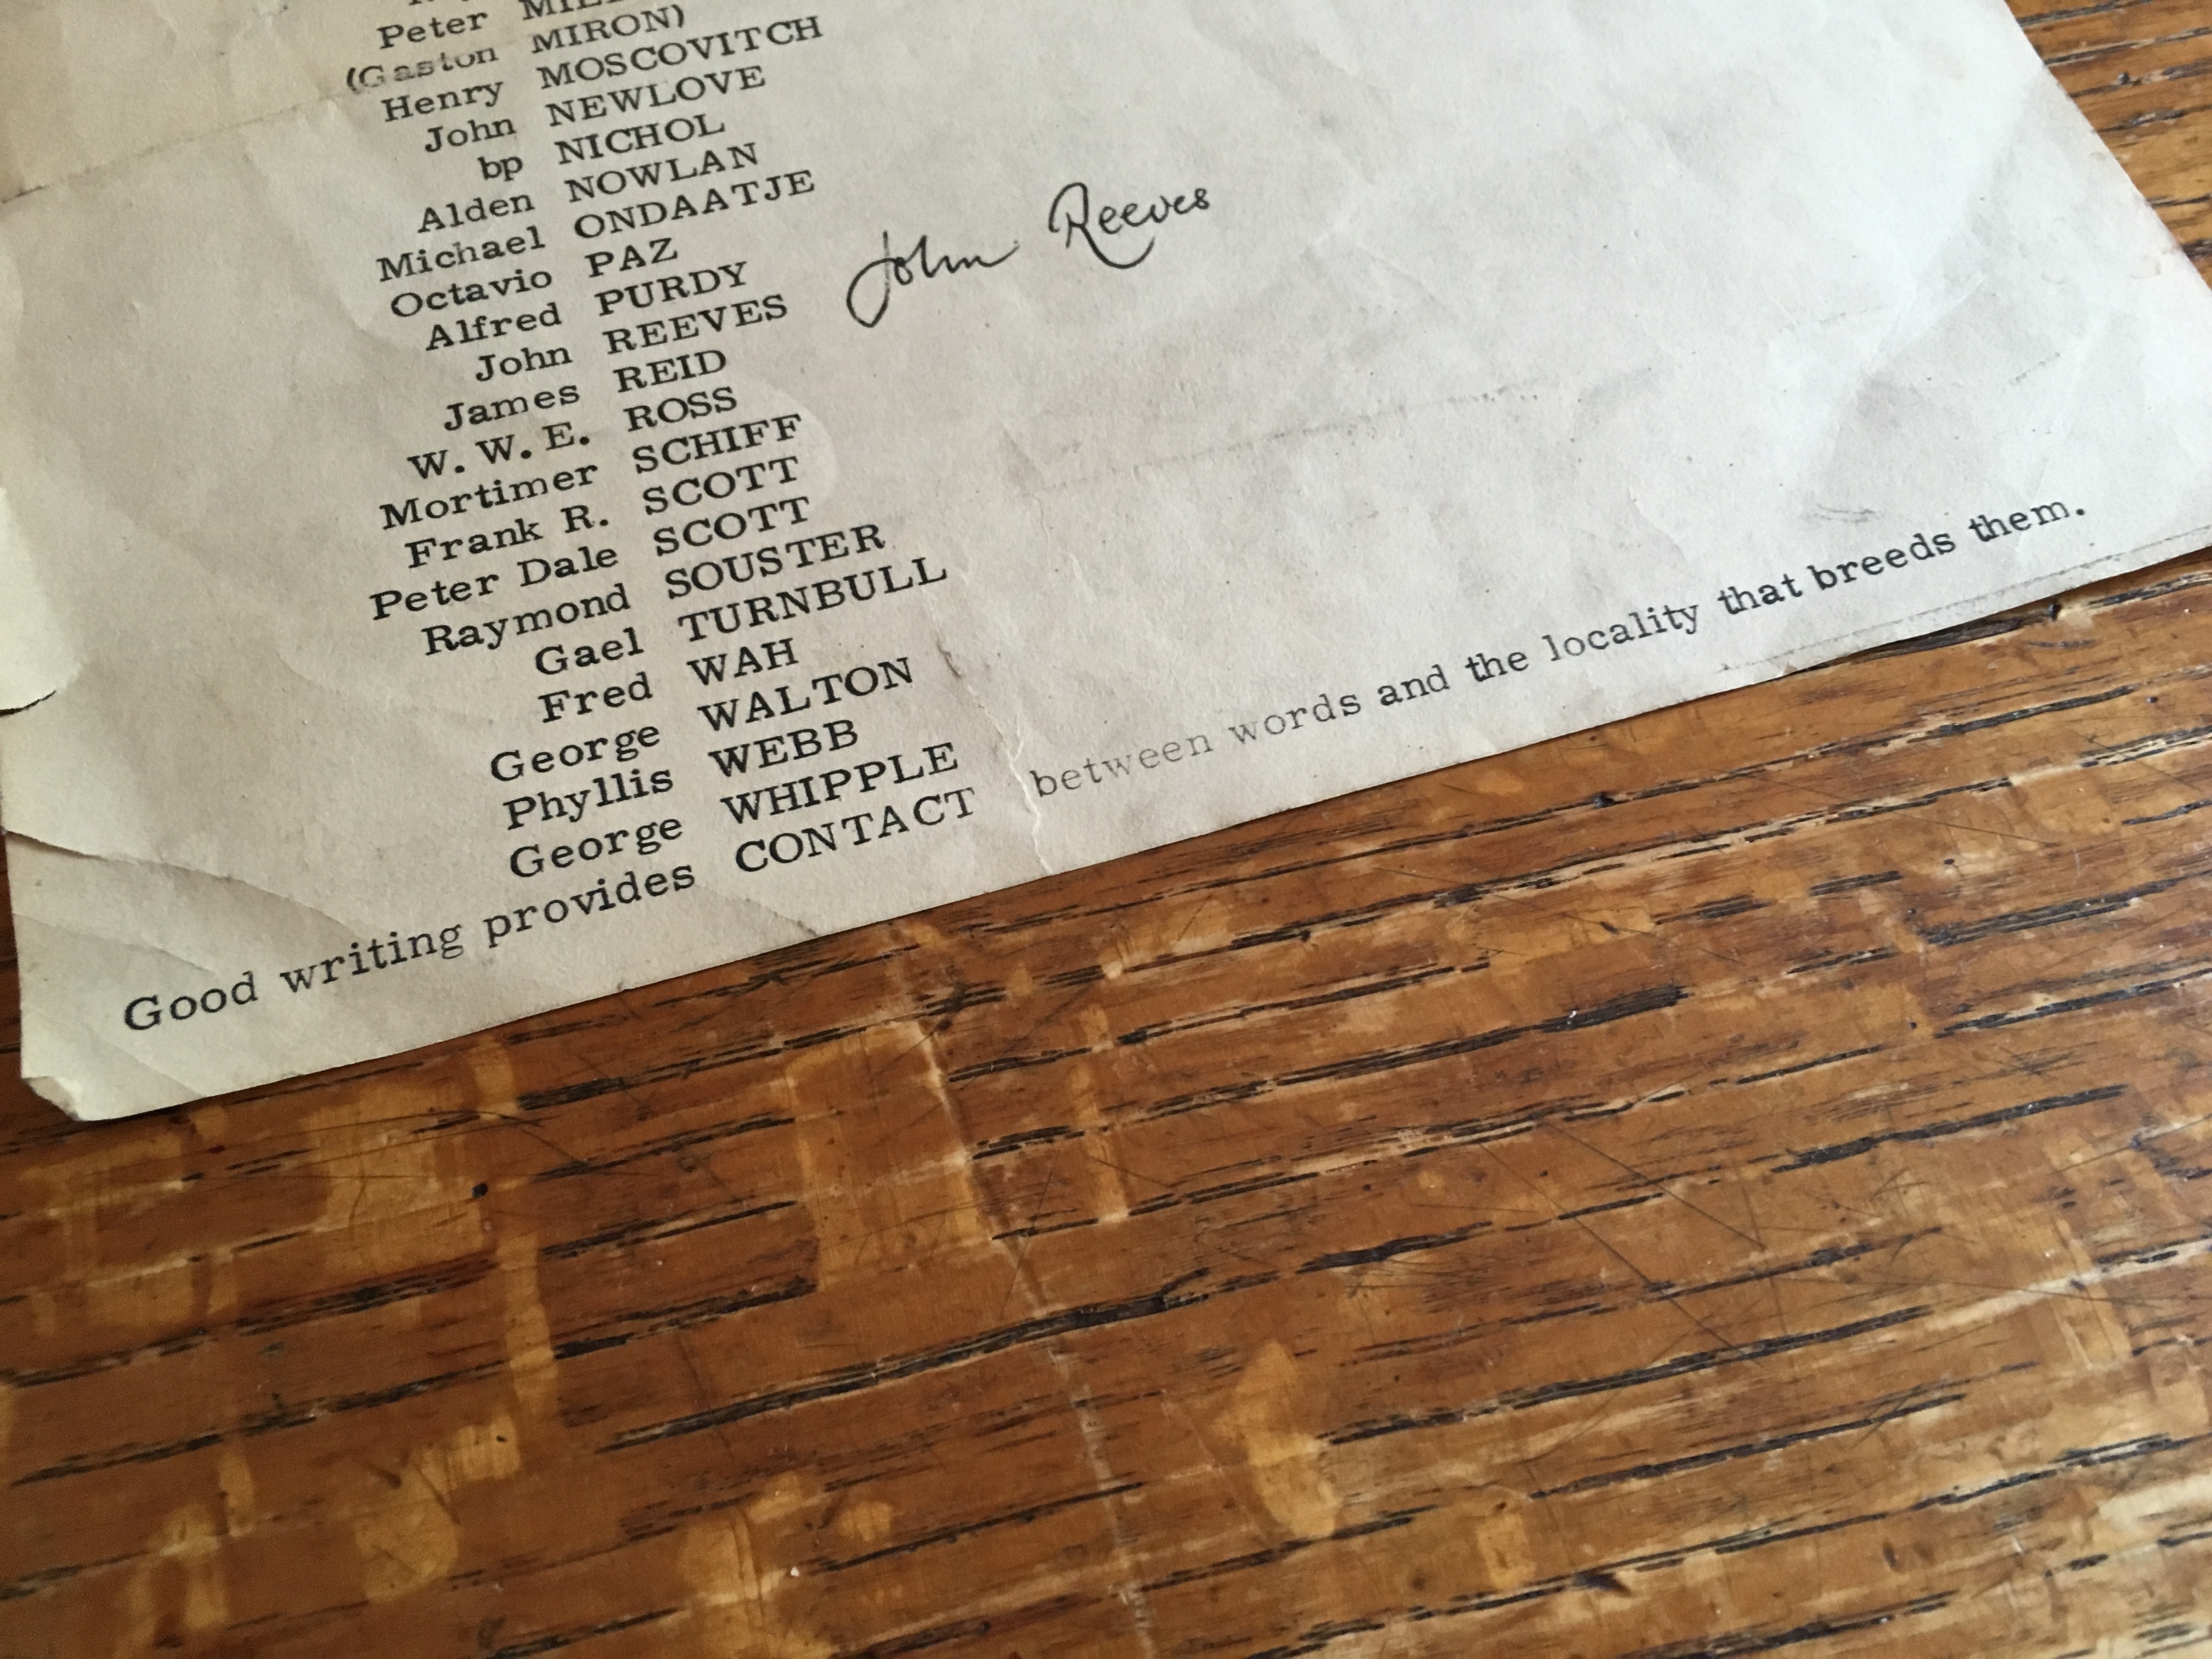 Peter
(Gaston MIRON)
Henry MOSCOVITCH
John NEWLOVE
bp NICHOL
Alden NOWLAN
Michael ONDAATJE
Octavio PAZ
Alfred PURDY
John REEVES John Reeves
James REID
W. W. E. ROSS
Mortimer SCHIFF
Frank R. SCOTT
Peter Dale SCOTT
Raymond SOUSTER
Gael TURNBULL
Fred WAH
George WALTON
Phyllis WEBB
George WHIPPLE
Good writing provides CONTACT between words and the locality that breeds them.